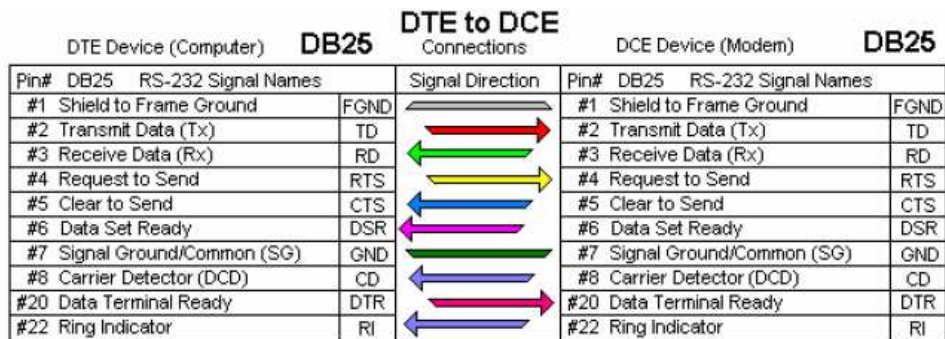 DTE to DCE
DTE Device (Computer) DB25 Connections DCE Device (Modem) DB25
Pin# DB25 RS-232 Signal Names Signal Direction Pin# DB25 RS-232 Signal Names
#1 Shield to Frame Ground FGND #1 Shield to Frame Ground FGND
#2 Transmit Data (Tx) TD #2 Transmit Data (Tx) TD
#3 Receive Data (Rx) RD #3 Receive Data (Rx) RD
#4 Request to Send RTS #4 Request to Send RTS
#5 Clear to Send CTS #5 Clear to Send CTS
#6 Data Set Ready DSR #6 Data Set Ready DSR
#7 Signal Ground/Common (SG) GND #7 Signal Ground/Common (SG) GND
#8 Carrier Detector (DCD) CD #8 Carrier Detector (DCD) CD
#20 Data Terminal Ready DTR #20 Data Terminal Ready DTR
#22 Ring Indicator RI #22 Ring Indicator RI